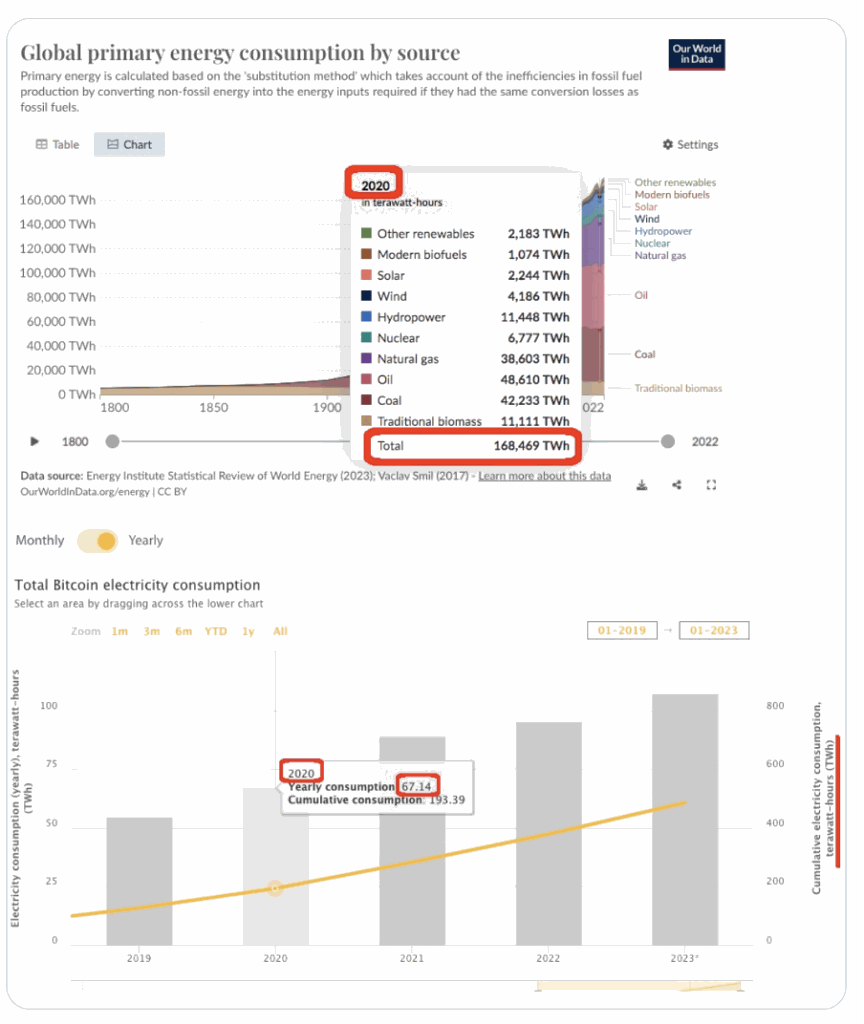 Global primary energy consumption by source
Our World
in Data
Primary energy is calculated based on the 'substitution method' which takes account of the inefficiencies in fossil fuel
production by converting non-fossil energy into the energy inputs required if they had the same conversion losses as
fossil fuels.
Table
Chart
Settings
160,000 TWh
140,000 TWh
120,000 TWh
100,000 TWh
80,000 TWh
60,000 TWh
40,000 TWh
20,000 TWh
0 TWh
1800
1850
1900
2020
in terawatt-hours
Other renewables 2,183 TWh
Modern biofuels 1,074 TWh
Solar 2,244 TWh
Wind 4,186 TWh
Hydropower 11,448 TWh
Nuclear 6,777 TWh
Natural gas 38,603 TWh
Oil 48,610 TWh
Coal 42,233 TWh
Traditional biomass 11,111 TWh
Total 168,469 TWh
Other renewables
Modern biofuels
Solar
Wind
Hydropower
Nuclear
Natural gas
Oil
Coal
Traditional biomass
022
1800
2022
Data source: Energy Institute Statistical Review of World Energy (2023); Vaclav Smil (2017) - Learn more about this data
OurWorldInData.org/energy | CC BY
Monthly
Yearly
Total Bitcoin electricity consumption
Select an area by dragging across the lower chart
Zoom 1m 3m 6m YTD 1y All
01-2019 → 01-2023
Electricity consumption (yearly), terawatt-hours
(TWh)
100
75
50
25
0
2020
Yearly consumption 67.14
Cumulative consumption: 193.39
800
600
400
200
0
Cumulative electricity consumption,
terawatt-hours (TWh)
2019
2020
2021
2022
2023*